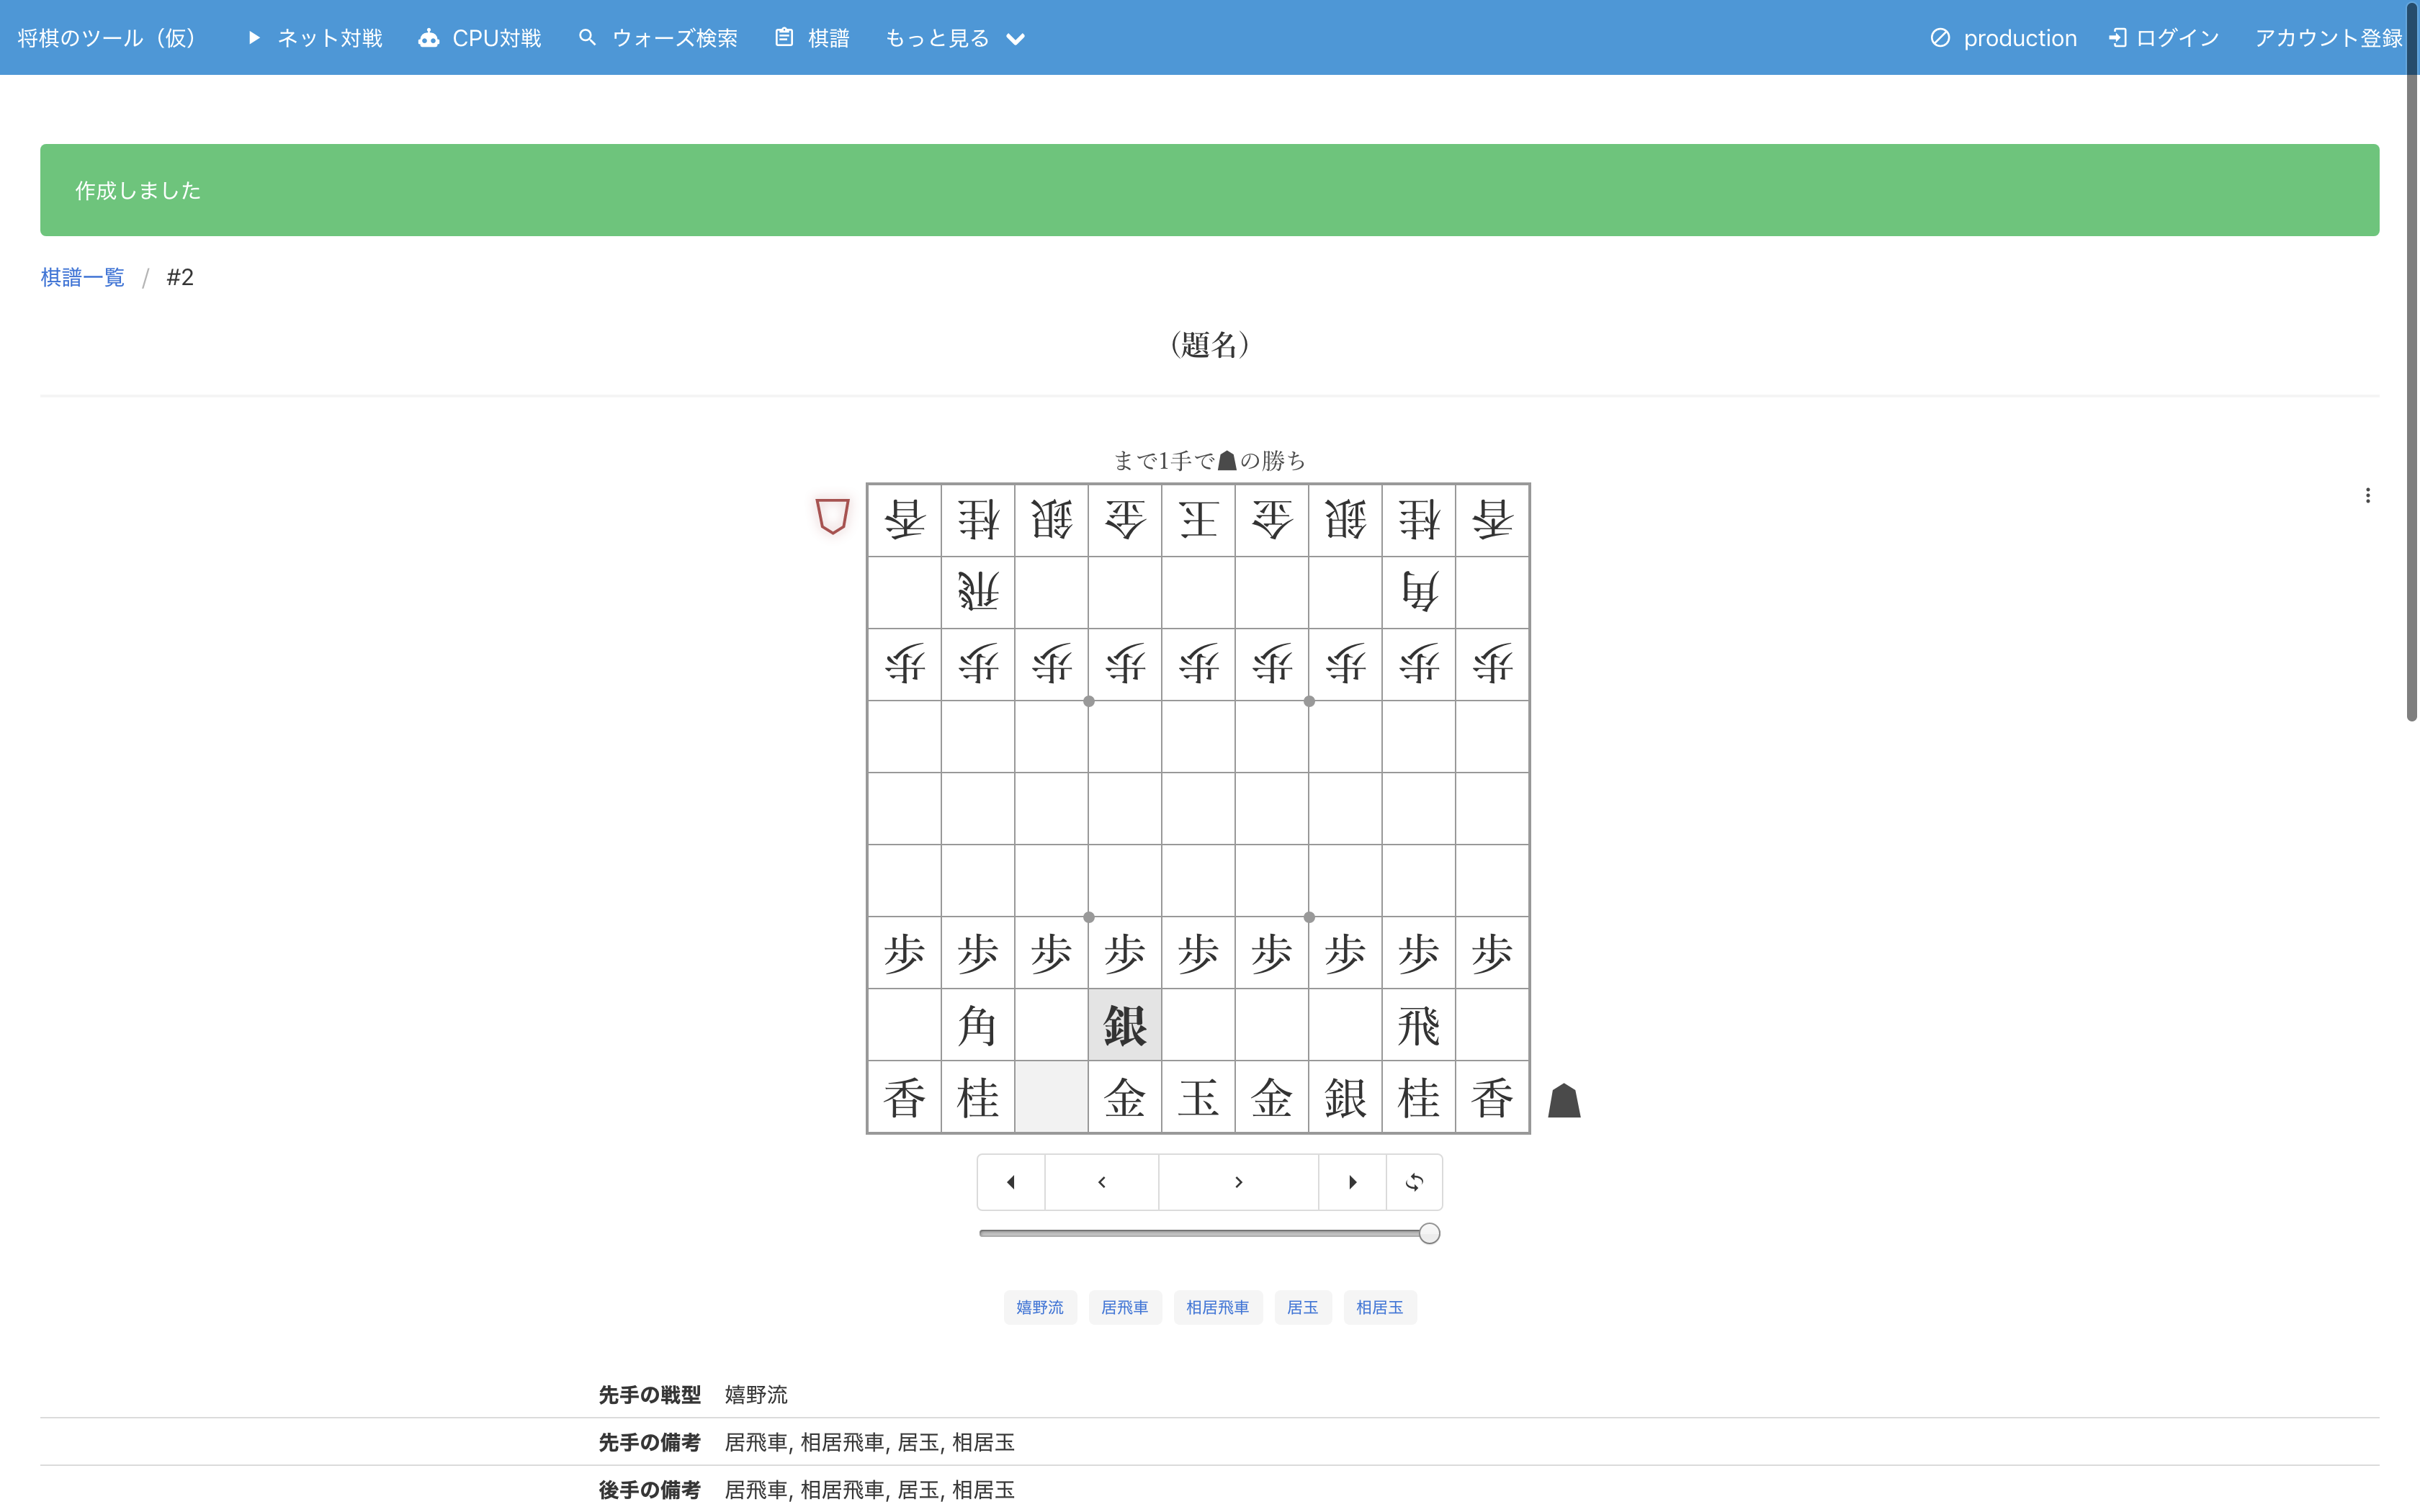 将棋のツール（仮） ネット対戦 CPU対戦 ウォーズ検索 棋譜 もっと見る production ログイン アカウント登録
作成しました
棋譜一覧 / #2
（題名）
まで1手で☗の勝ち
香桂銀金王金銀桂香
飛角
歩歩歩歩歩歩歩歩歩
歩歩歩歩歩歩歩歩歩
角銀飛
香桂金玉金銀桂香
嬉野流 居飛車 相居飛車 居玉 相居玉
先手の戦型 嬉野流
先手の備考 居飛車, 相居飛車, 居玉, 相居玉
後手の備考 居飛車, 相居飛車, 居玉, 相居玉